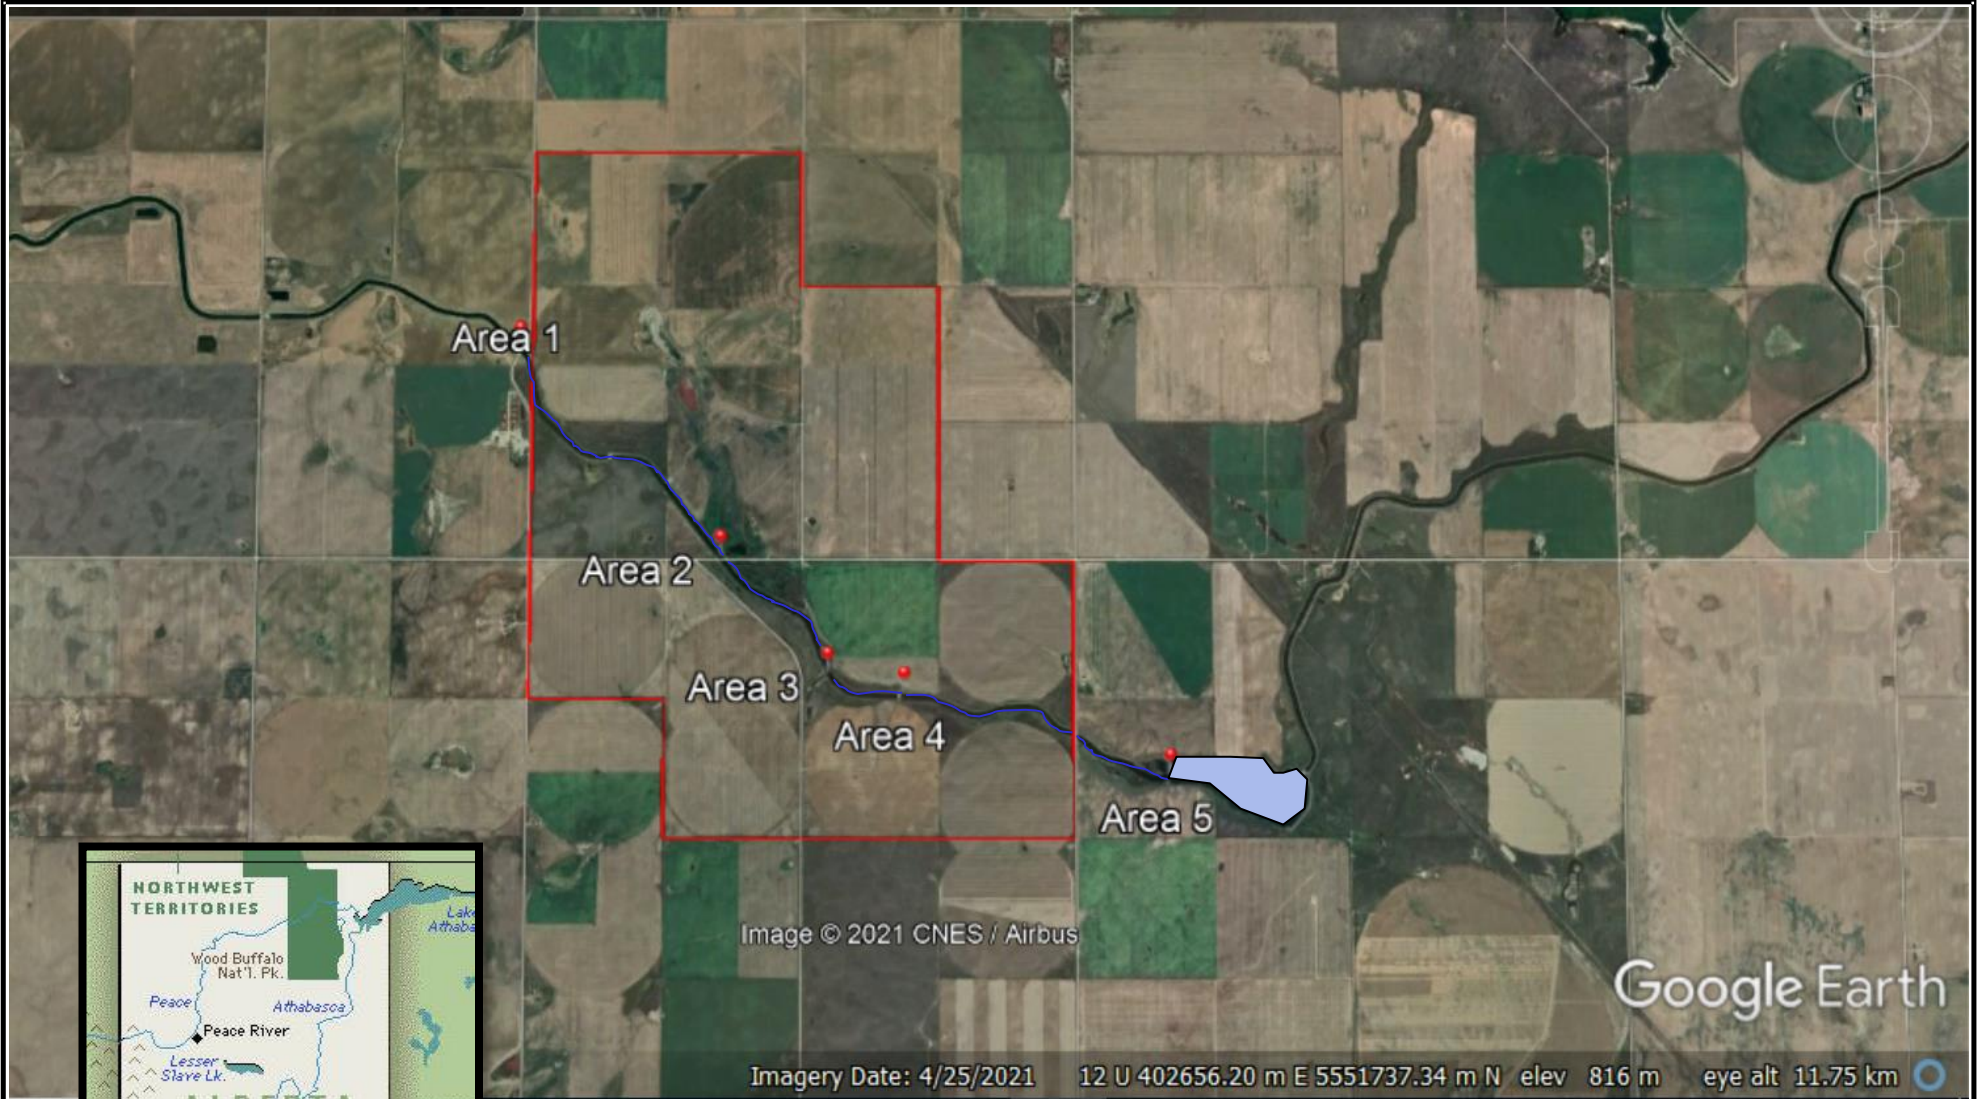 Area 1
Area 2
Area 3
Area 4
Area 5
Image © 2021 CNES / Airbus
Google Earth
Imagery Date: 4/25/2021 12 U 402656.20 m E 5551737.34 m N elev 816 m eye alt 11.75 km
NORTHWEST
TERRITORIES
Wood Buffalo
Nat'l. Pk.
Peace
Athabasca
Peace River
Lesser
Slave Lk.